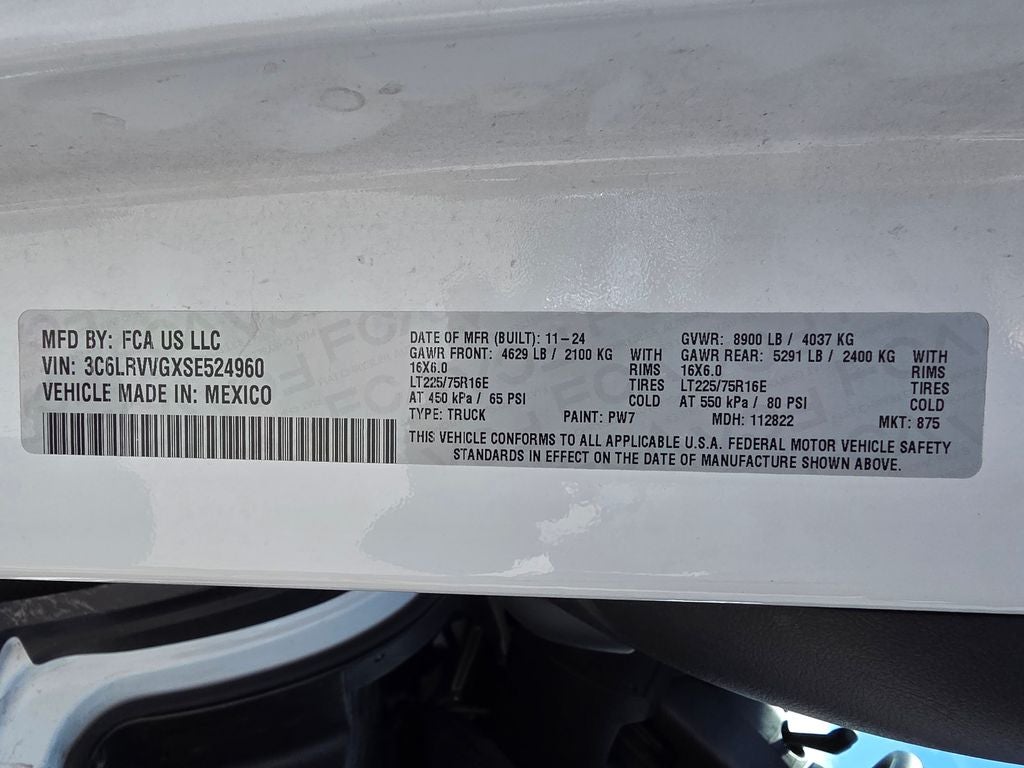 MFD BY: FCA US LLC
VIN: 3C6LRVVGXSE524960
VEHICLE MADE IN: MEXICO
DATE OF MFR (BUILT): 11-24
GAWR FRONT: 4629 LB / 2100 KG WITH
16X6.0 RIMS
LT225/75R16E TIRES
AT 450 kPa / 65 PSI COLD
GVWR: 8900 LB / 4037 KG
GAWR REAR: 5291 LB / 2400 KG WITH
16X6.0 RIMS
LT225/75R16E TIRES
AT 550 kPa / 80 PSI COLD
TYPE: TRUCK PAINT: PW7 MDH: 112822 MKT: 875
THIS VEHICLE CONFORMS TO ALL APPLICABLE U.S.A. FEDERAL MOTOR VEHICLE SAFETY
STANDARDS IN EFFECT ON THE DATE OF MANUFACTURE SHOWN ABOVE.